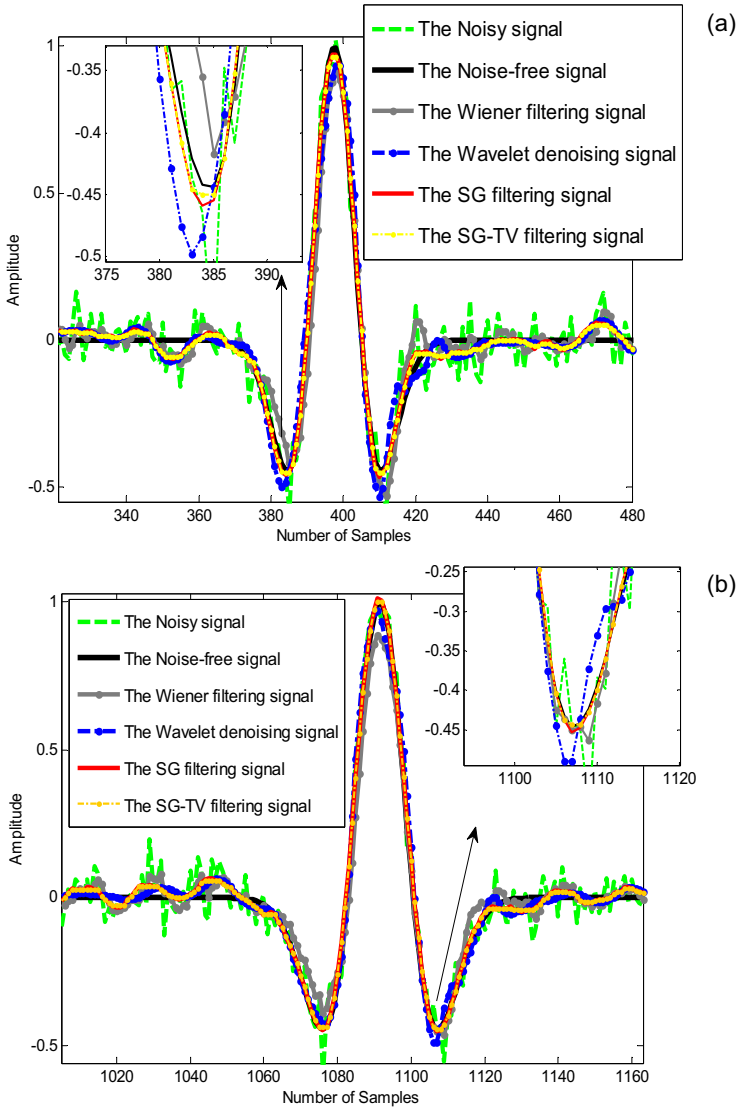 (a)
The Noisy signal
The Noise-free signal
The Wiener filtering signal
The Wavelet denoising signal
The SG filtering signal
The SG-TV filtering signal
1
0.5
0
-0.5
Amplitude
-0.35
-0.4
-0.45
-0.5
375 380 385 390
340 360 380 400 420 440 460 480
Number of Samples
(b)
The Noisy signal
The Noise-free signal
The Wiener filtering signal
The Wavelet denoising signal
The SG filtering signal
The SG-TV filtering signal
1
0.5
0
-0.5
Amplitude
-0.25
-0.3
-0.35
-0.4
-0.45
1100 1110 1120
1020 1040 1060 1080 1100 1120 1140 1160
Number of Samples